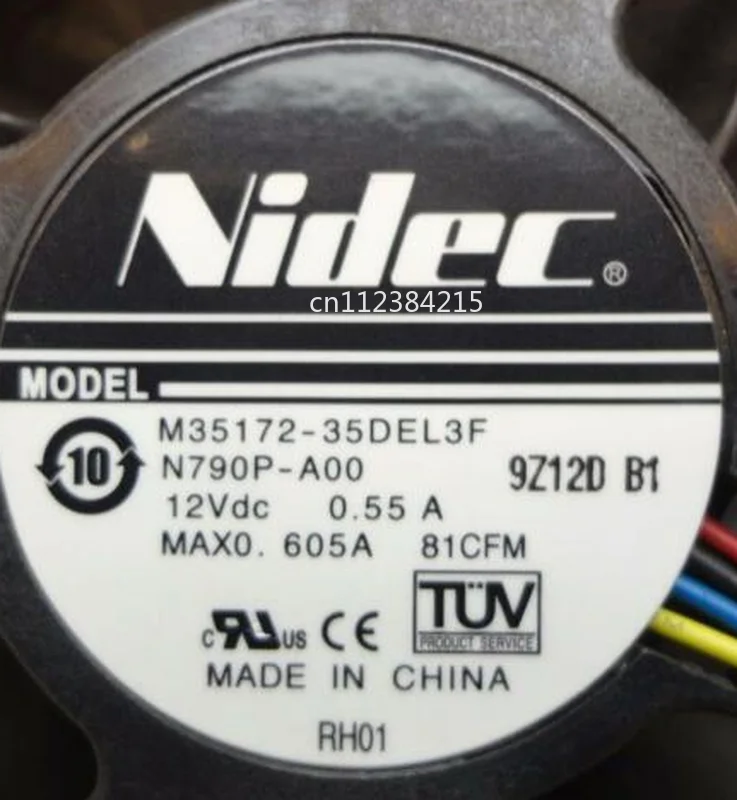 Nidec®
cn112384215
MODEL
M35172-35DEL3F
10 N790P-A00 9Z12D B1
12Vdc 0.55 A
MAX0. 605A 81CFM
TÜV
PRODUCT SERVICE
c RU US CE
MADE IN CHINA
RH01